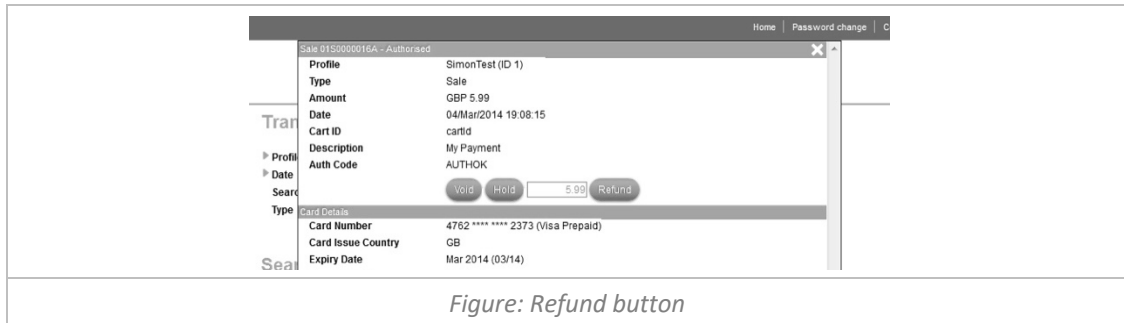 Home | Password change | C
Sale 01S0000016A - Authorised
Profile SimonTest (ID 1)
Type Sale
Amount GBP 5.99
Date 04/Mar/2014 19:08:15
Cart ID cartId
Description My Payment
Auth Code AUTHOK
Void Hold 5.99 Refund
Tran
Profil
Date
Searc
Type
Card Details
Card Number 4762 **** **** 2373 (Visa Prepaid)
Card Issue Country GB
Expiry Date Mar 2014 (03/14)
Sear
Figure: Refund button